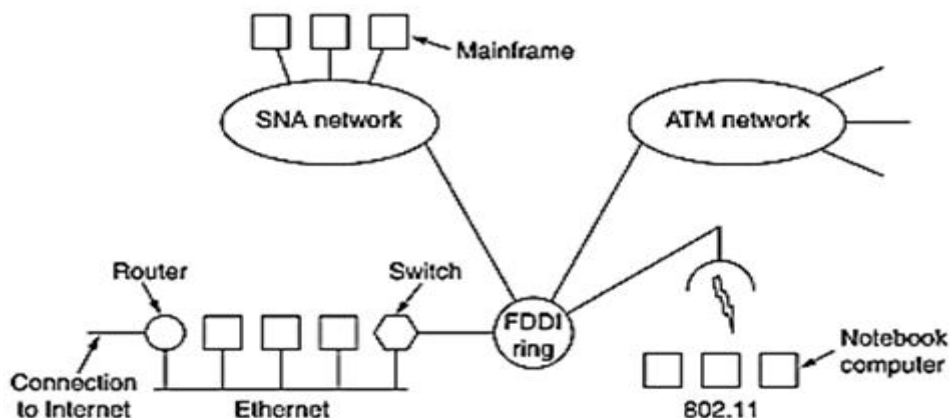 Mainframe
SNA network
ATM network
Router
Switch
FDDI
ring
Notebook
computer
Connection
to Internet
Ethernet
802.11